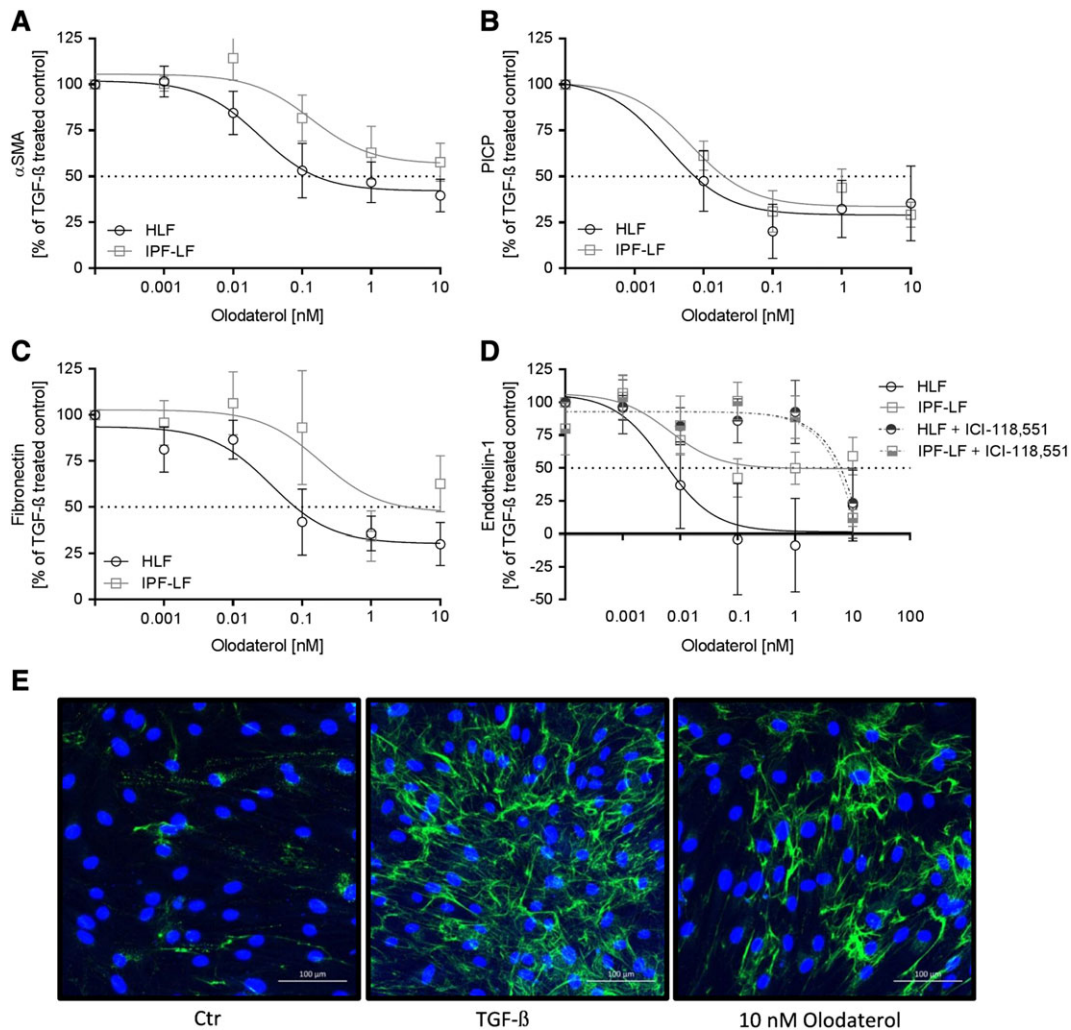 A
αSMA
[% of TGF-ß treated control]
125
100
75
50
25
0
HLF
IPF-LF
0.001 0.01 0.1 1 10
Olodaterol [nM]
B
PICP
[% of TGF-ß treated control]
125
100
75
50
25
0
HLF
IPF-LF
0.001 0.01 0.1 1 10
Olodaterol [nM]
C
Fibronectin
[% of TGF-ß treated control]
125
100
75
50
25
0
HLF
IPF-LF
0.001 0.01 0.1 1 10
Olodaterol [nM]
D
Endothelin-1
[% of TGF-ß treated control]
125
100
75
50
25
0
-25
-50
0.001 0.01 0.1 1 10 100
Olodaterol [nM]
HLF
IPF-LF
HLF + ICI-118,551
IPF-LF + ICI-118,551
E
100 µm
100 µm
100 µm
Ctr
TGF-ß
10 nM Olodaterol